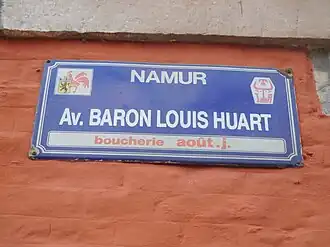 NAMUR
Av. BARON LOUIS HUART
boucherie août.j.